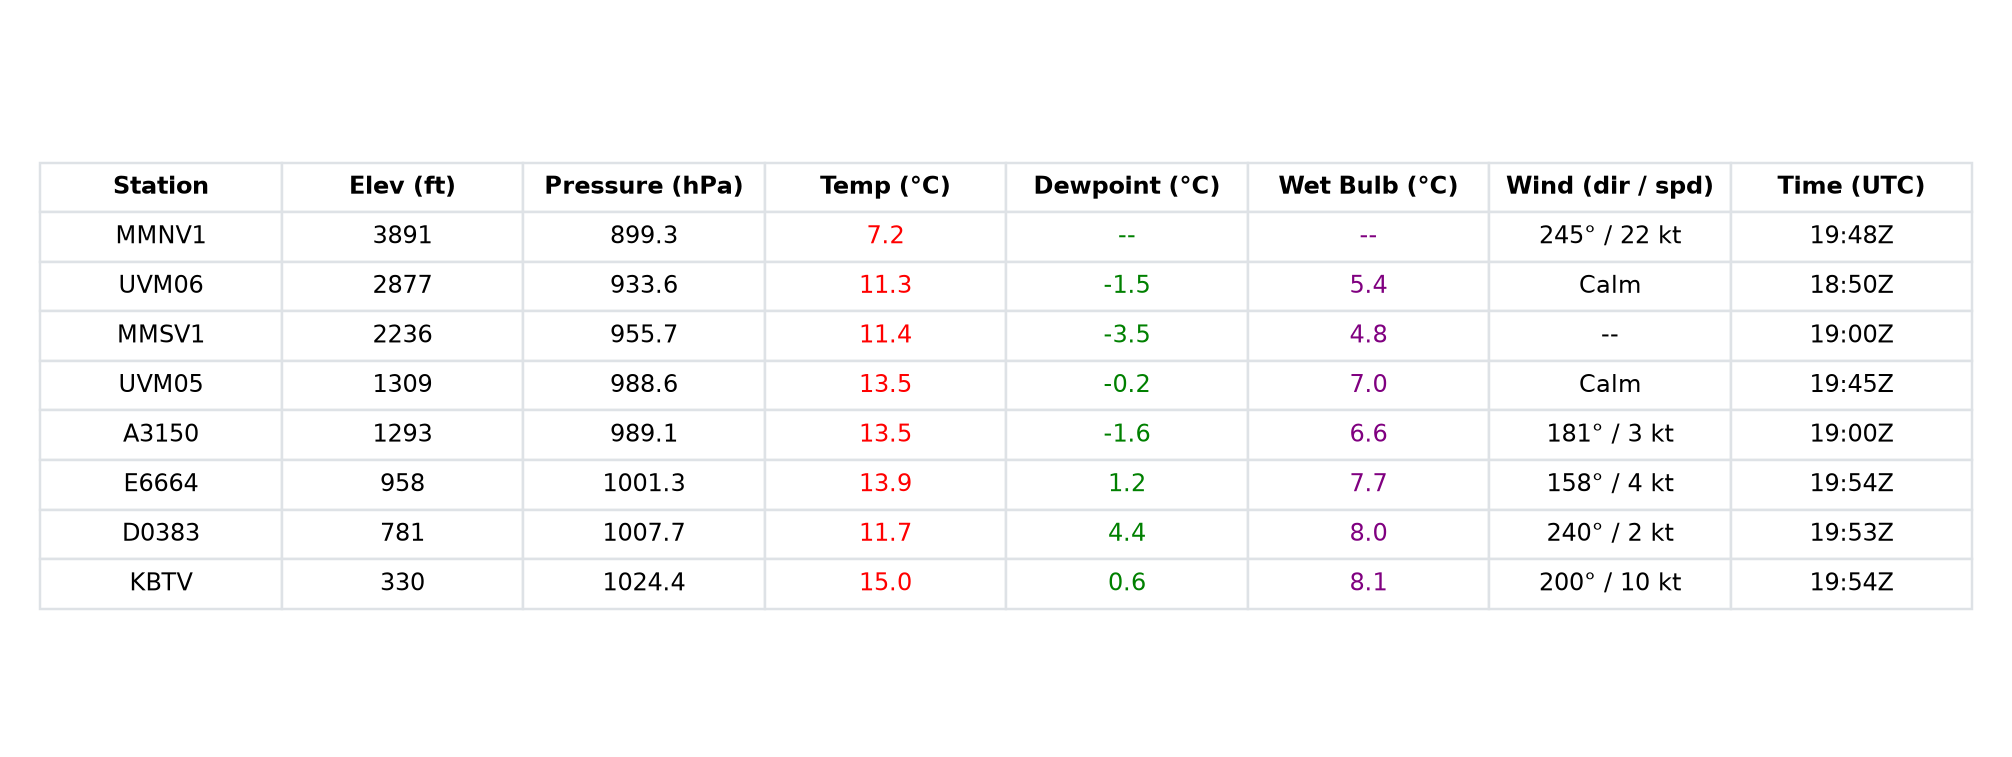 Station Elev (ft) Pressure (hPa) Temp (°C) Dewpoint (°C) Wet Bulb (°C) Wind (dir / spd) Time (UTC)
MMNV1 3891 899.3 7.2 -- -- 245° / 22 kt 19:48Z
UVM06 2877 933.6 11.3 -1.5 5.4 Calm 18:50Z
MMSV1 2236 955.7 11.4 -3.5 4.8 -- 19:00Z
UVM05 1309 988.6 13.5 -0.2 7.0 Calm 19:45Z
A3150 1293 989.1 13.5 -1.6 6.6 181° / 3 kt 19:00Z
E6664 958 1001.3 13.9 1.2 7.7 158° / 4 kt 19:54Z
D0383 781 1007.7 11.7 4.4 8.0 240° / 2 kt 19:53Z
KBTV 330 1024.4 15.0 0.6 8.1 200° / 10 kt 19:54Z